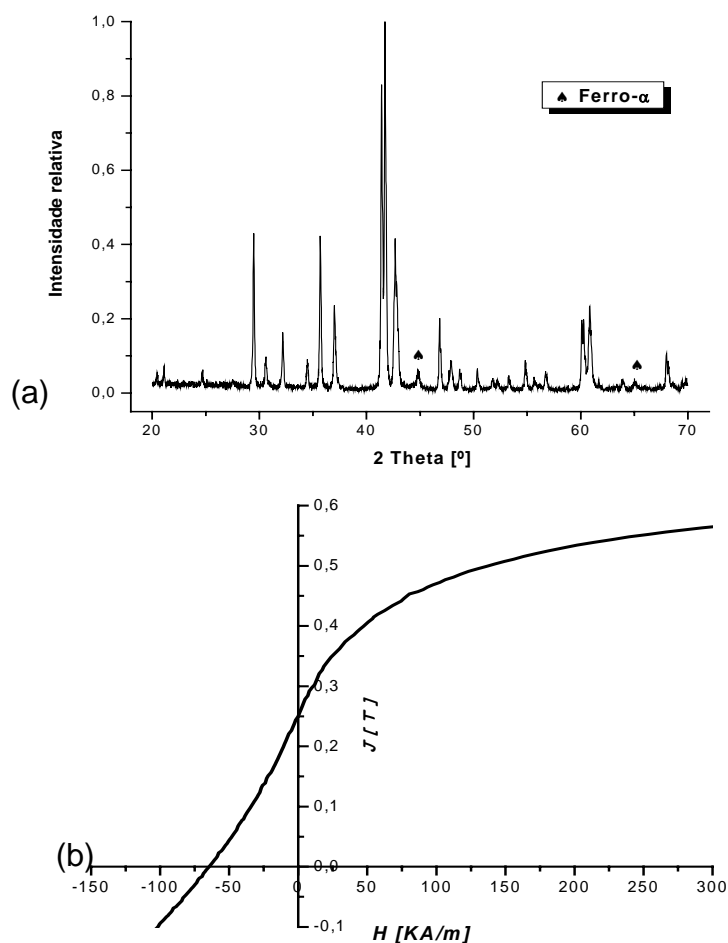 1,0
0,8
0,6
0,4
0,2
0,0
Intensidade relativa
♠ Ferro-α
(a)
20 30 40 50 60 70
2 Theta [º]
0,6
0,5
0,4
0,3
0,2
0,1
0,0
-0,1
J [ T ]
(b)
-150 -100 -50 0 50 100 150 200 250 300
H [KA/m]